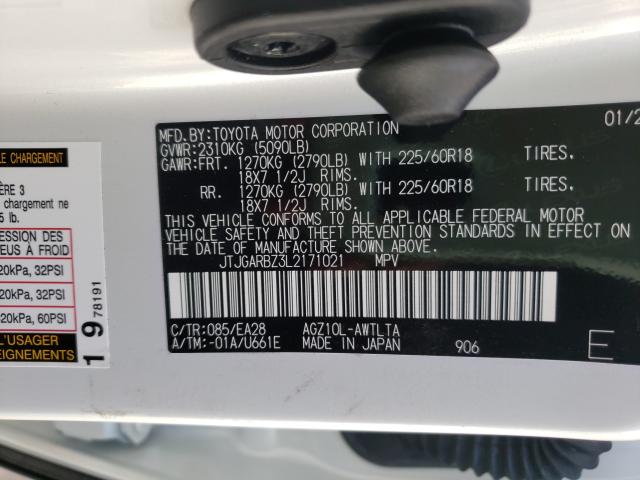 MFD.BY:TOYOTA MOTOR CORPORATION 01/2
GVWR:2310KG (5090LB)
GAWR:FRT. 1270KG (2790LB) WITH 225/60R18 TIRES.
18X7 1/2J RIMS.
RR. 1270KG (2790LB) WITH 225/60R18 TIRES.
18X7 1/2J RIMS.
THIS VEHICLE CONFORMS TO ALL APPLICABLE FEDERAL MOTOR
VEHICLE SAFETY AND THEFT PREVENTION STANDARDS IN EFFECT ON
THE DATE OF MANUFACTURE SHOWN ABOVE.
JTJGARBZ3L2171021 MPV
C/TR:085/EA28 AGZ10L-AWTLTA
A/TM:-01A/U661E MADE IN JAPAN 906 E
LE CHARGEMENT
ÈRE 3
chargement ne
5 lb.
ESSION DES
EUS À FROID
20kPa, 32PSI
20kPa, 32PSI
20kPa, 60PSI
L'USAGER
EIGNEMENTS
19 78191